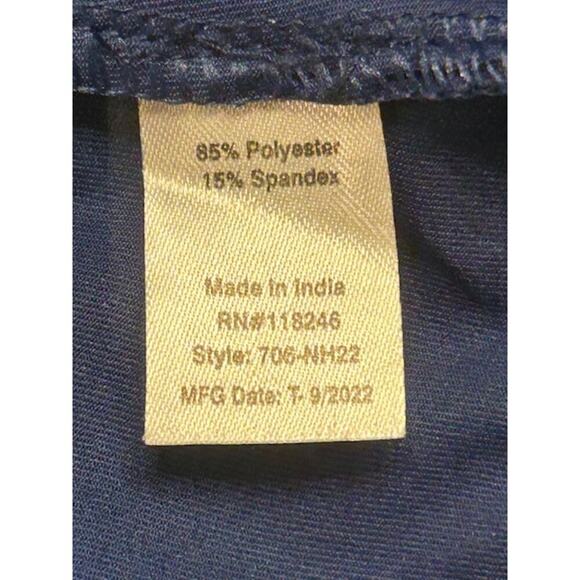 85% Polyester
15% Spandex
Made in India
RN#118246
Style: 706-NH22
MFG Date: T- 9/2022